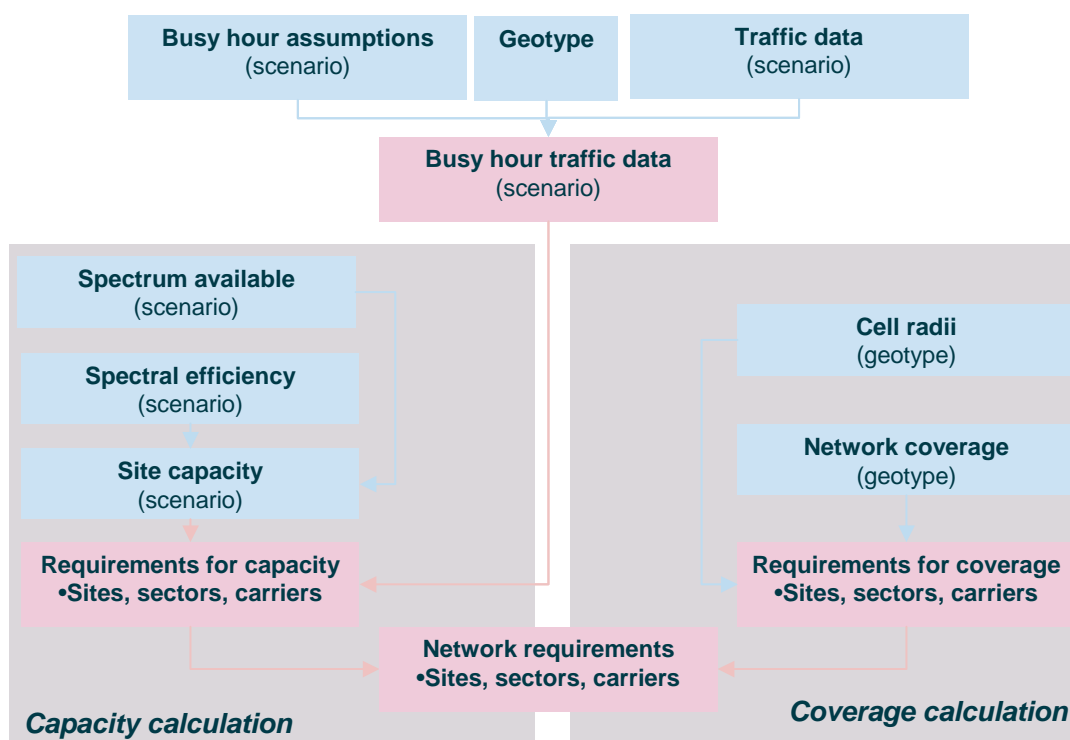 Busy hour assumptions
(scenario)
Geotype
Traffic data
(scenario)
Busy hour traffic data
(scenario)
Spectrum available
(scenario)
Spectral efficiency
(scenario)
Site capacity
(scenario)
Requirements for capacity
•Sites, sectors, carriers
Cell radii
(geotype)
Network coverage
(geotype)
Requirements for coverage
•Sites, sectors, carriers
Network requirements
•Sites, sectors, carriers
Capacity calculation
Coverage calculation